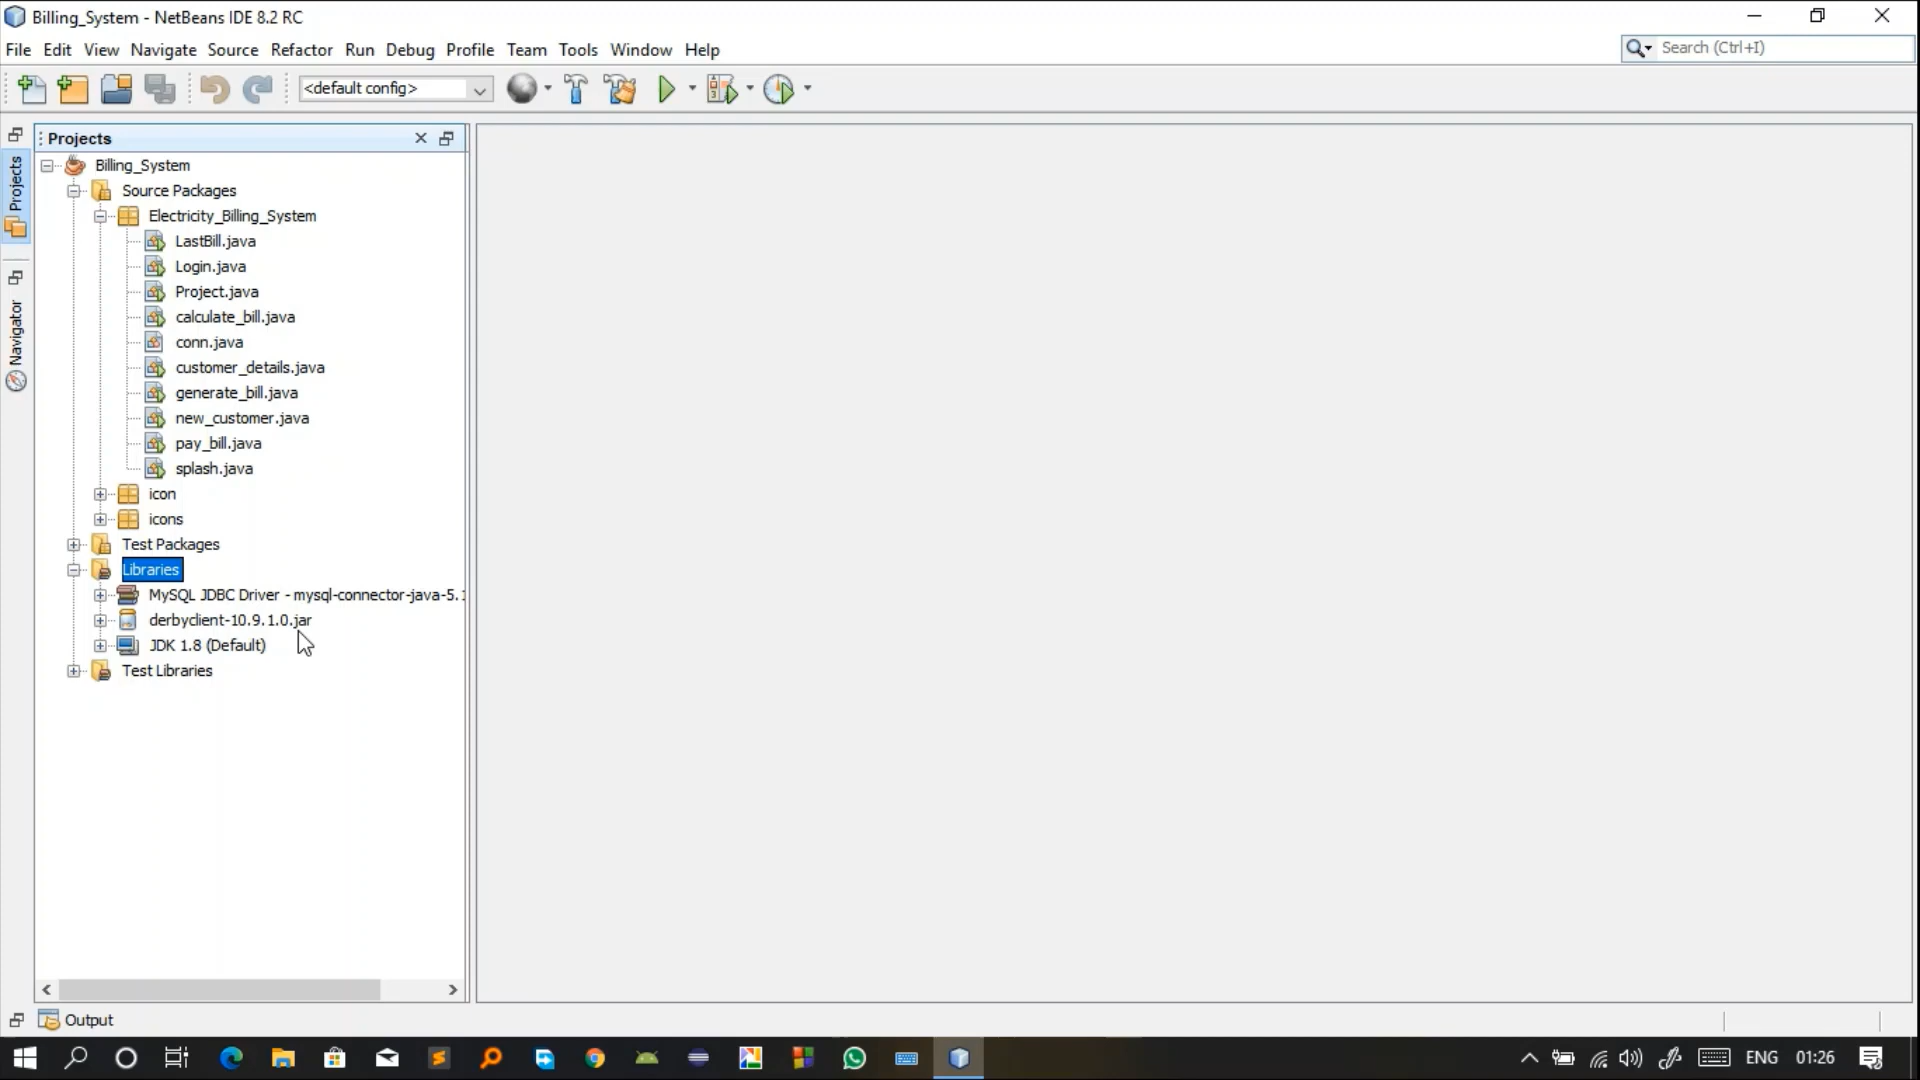 Billing_System - NetBeans IDE 8.2 RC
File Edit View Navigate Source Refactor Run Debug Profile Team Tools Window Help
Search (Ctrl+I)
<default config>
Projects
Projects
Navigator
Billing_System
Source Packages
Electricity_Billing_System
LastBill.java
Login.java
Project.java
calculate_bill.java
conn.java
customer_details.java
generate_bill.java
new_customer.java
pay_bill.java
splash.java
icon
icons
Test Packages
Libraries
MySQL JDBC Driver - mysql-connector-java-5.
derbyclient-10.9.1.0.jar
JDK 1.8 (Default)
Test Libraries
Output
ENG 01:26